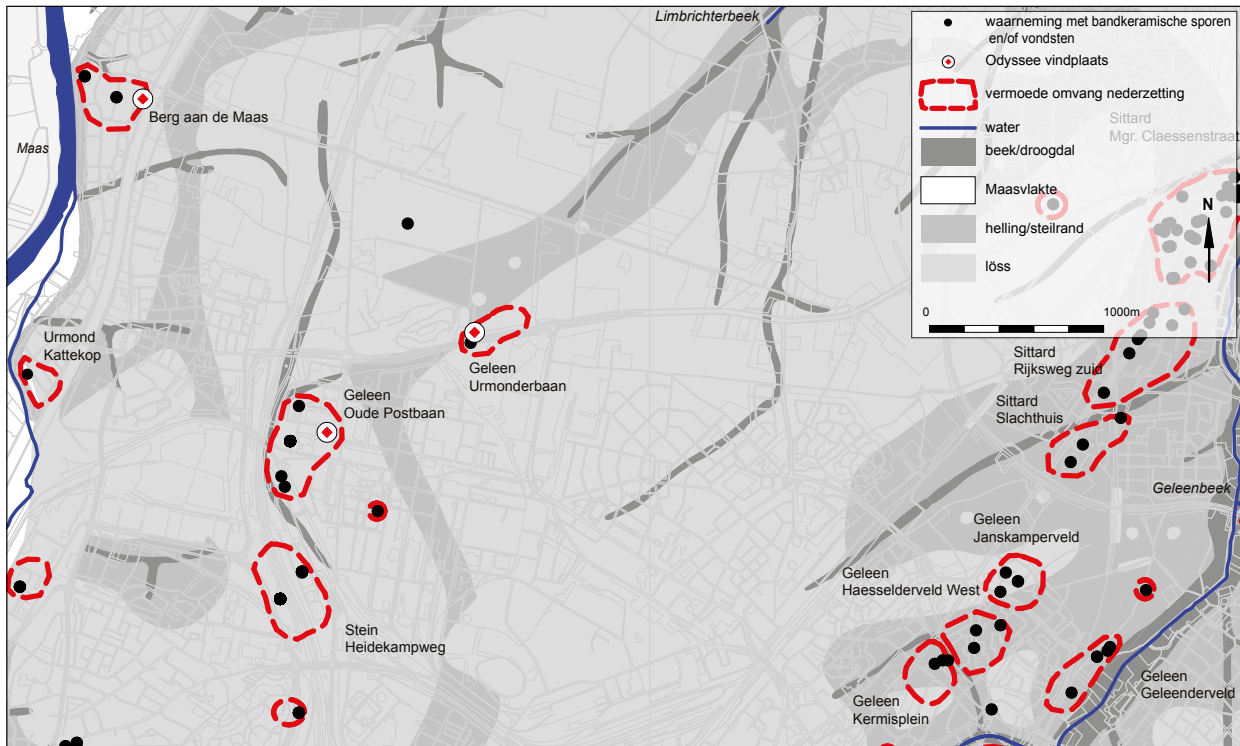 Limbrichterbeek
Maas
Berg aan de Maas
Urmond
Kattekop
Geleen
Urmonderbaan
Geleen
Oude Postbaan
Stein
Heidekampweg
waarneming met bandkeramische sporen
en/of vondsten
Odyssee vindplaats
vermoede omvang nederzetting
water
beek/droogdal
Maasvlakte
helling/steilrand
löss
0
1000m
N
Sittard
Mgr. Claessenstraat
Sittard
Rijksweg zuid
Sittard
Slachthuis
Geleenbeek
Geleen
Janskamperveld
Geleen
Haesselderveld West
Geleen
Kermisplein
Geleen
Geleenderveld